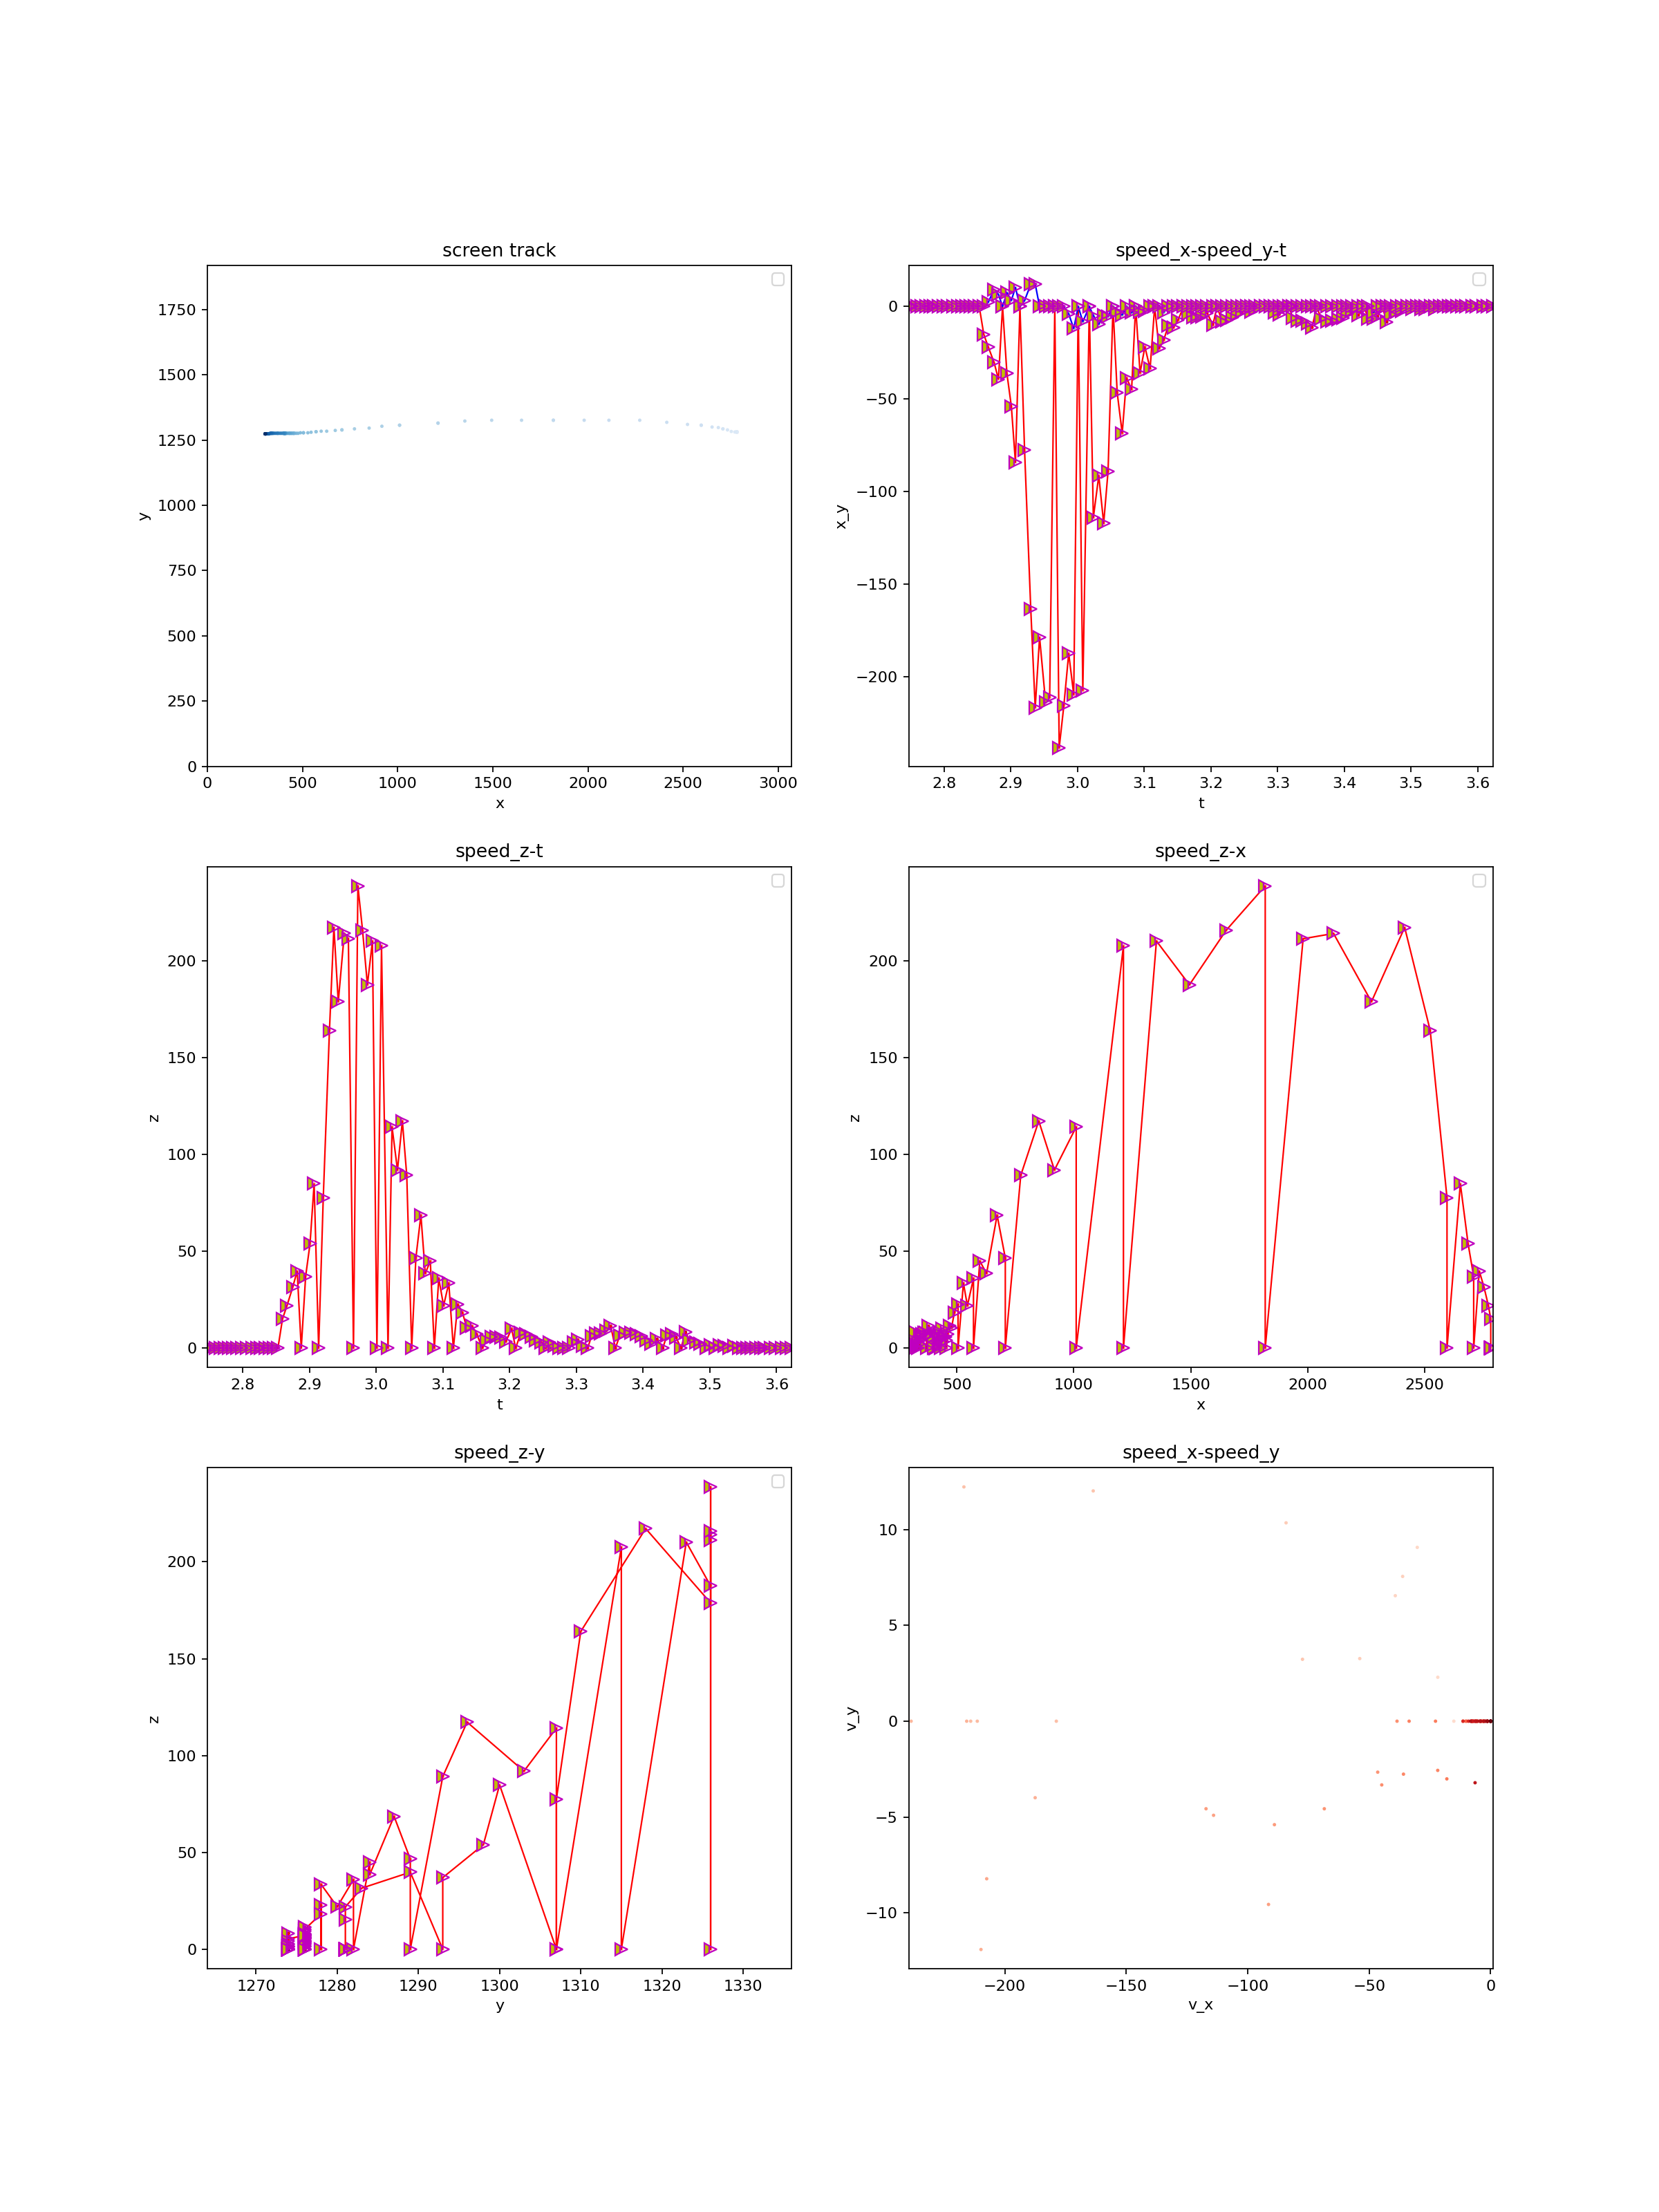 screen track
1750
1500
1250
1000
750
500
250
0
y
0 500 1000 1500 2000 2500 3000
x
speed_x-speed_y-t
0
−50
−100
−150
−200
x_y
2.8 2.9 3.0 3.1 3.2 3.3 3.4 3.5 3.6
t
speed_z-t
200
150
100
50
0
z
2.8 2.9 3.0 3.1 3.2 3.3 3.4 3.5 3.6
t
speed_z-x
200
150
100
50
0
z
500 1000 1500 2000 2500
x
speed_z-y
200
150
100
50
0
z
1270 1280 1290 1300 1310 1320 1330
y
speed_x-speed_y
10
5
0
−5
−10
v_y
−200 −150 −100 −50 0
v_x